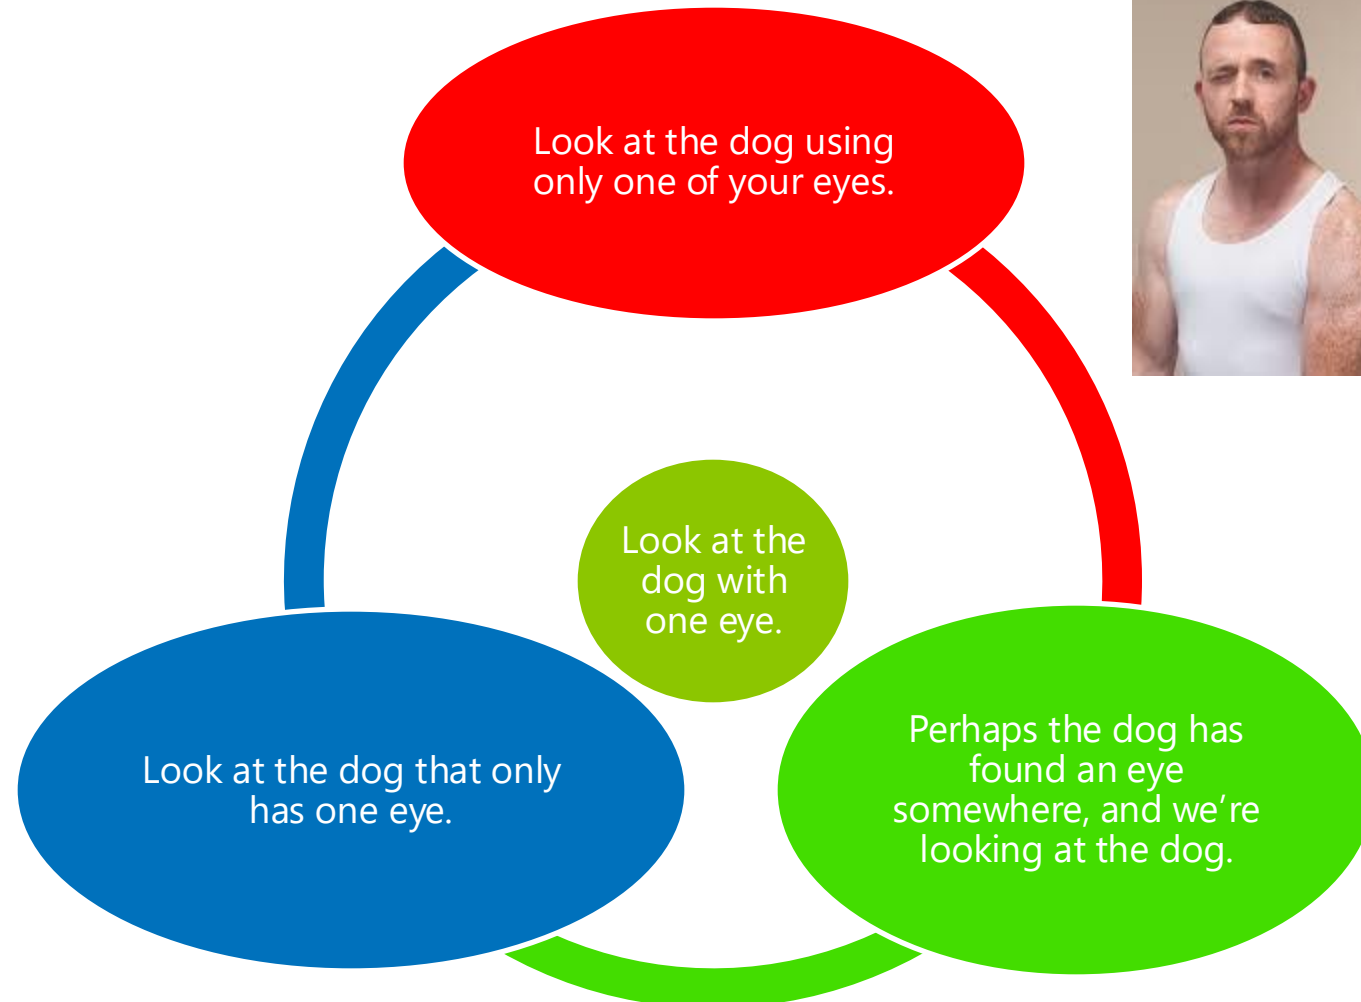 Look at the dog using
only one of your eyes.
Look at the
dog with
one eye.
Look at the dog that only
has one eye.
Perhaps the dog has
found an eye
somewhere, and we’re
looking at the dog.